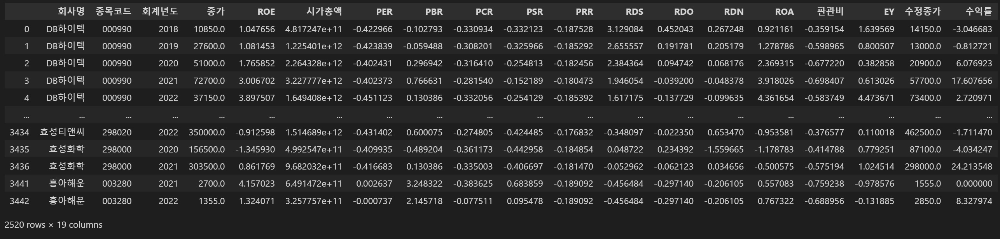 회사명 종목코드 회계년도 종가 ROE 시가총액 PER PBR PCR PSR PRR RDS RDO RDN ROA 판관비 EY 수정종가 수익률
0 DB하이텍 000990 2018 10850.0 1.047656 4.817247e+11 -0.422966 -0.102793 -0.330934 -0.332123 -0.187528 3.129084 0.452043 0.267248 0.921161 -0.359154 1.639569 14150.0 -3.046683
1 DB하이텍 000990 2019 27600.0 1.081453 1.225401e+12 -0.423839 -0.059488 -0.308201 -0.325966 -0.185292 2.655557 0.191781 0.205179 1.278786 -0.598965 0.800507 13000.0 -0.812721
2 DB하이텍 000990 2020 51000.0 1.765852 2.264328e+12 -0.402431 0.296942 -0.316410 -0.254813 -0.182456 2.384364 0.094742 0.068176 2.369315 -0.677220 0.382858 20900.0 6.076923
3 DB하이텍 000990 2021 72700.0 3.006702 3.227777e+12 -0.402373 0.766631 -0.281540 -0.152189 -0.180473 1.946054 -0.039200 -0.048378 3.918026 -0.698407 0.613026 57700.0 17.607656
4 DB하이텍 000990 2022 37150.0 3.897507 1.649408e+12 -0.451123 0.130386 -0.332056 -0.254129 -0.185392 1.617175 -0.137729 -0.099635 4.361654 -0.583749 4.473671 73400.0 2.720971
... ... ... ... ... ... ... ... ... ... ... ... ... ... ... ... ... ... ... ...
3434 효성티앤씨 298020 2022 350000.0 -0.912598 1.514689e+12 -0.431402 0.600075 -0.274805 -0.424485 -0.176832 -0.348097 -0.022350 0.653470 -0.953581 -0.376577 0.110018 462500.0 -1.711470
3435 효성화학 298000 2020 156500.0 -1.345930 4.992547e+11 -0.409935 -0.489204 -0.361173 -0.442958 -0.184854 0.048722 0.234392 -1.559665 -1.178783 -0.414788 0.779251 87100.0 -4.034247
3436 효성화학 298000 2021 303500.0 0.861769 9.682032e+11 -0.416683 0.130386 -0.335003 -0.406697 -0.181470 -0.052962 -0.062123 0.034656 -0.500575 -0.575194 1.024514 298000.0 24.213548
3441 흥아해운 003280 2021 2700.0 4.157023 6.491472e+11 0.002637 3.248322 -0.383625 0.683859 -0.189092 -0.456484 -0.297140 -0.206105 0.557083 -0.759238 -0.978576 1555.0 0.000000
3442 흥아해운 003280 2022 1355.0 1.324071 3.257757e+11 -0.000737 2.145718 -0.077511 0.095478 -0.189092 -0.456484 -0.297140 -0.206105 0.767322 -0.688956 -0.131885 2850.0 8.327974
2520 rows × 19 columns